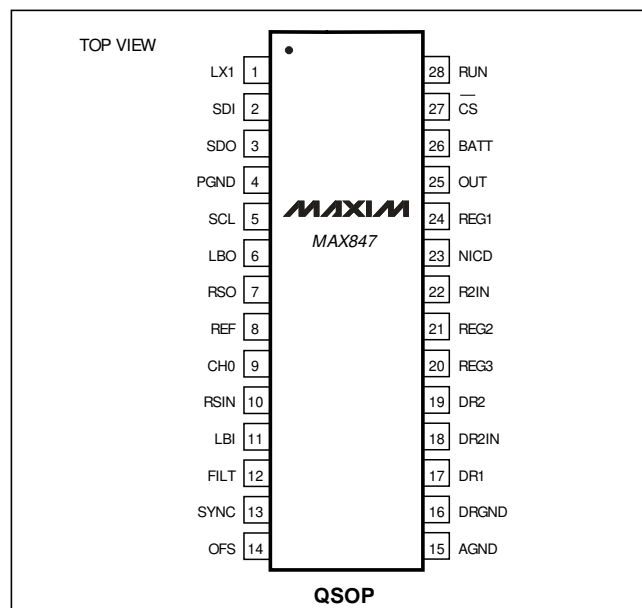 TOP VIEW
LX1 1 28 RUN
SDI 2 27 C̅S̅
SDO 3 26 BATT
PGND 4 25 OUT
MAXIM
SCL 5 24 REG1
MAX847
LBO 6 23 NICD
RSO 7 22 R2IN
REF 8 21 REG2
CH0 9 20 REG3
RSIN 10 19 DR2
LBI 11 18 DR2IN
FILT 12 17 DR1
SYNC 13 16 DRGND
OFS 14 15 AGND
QSOP